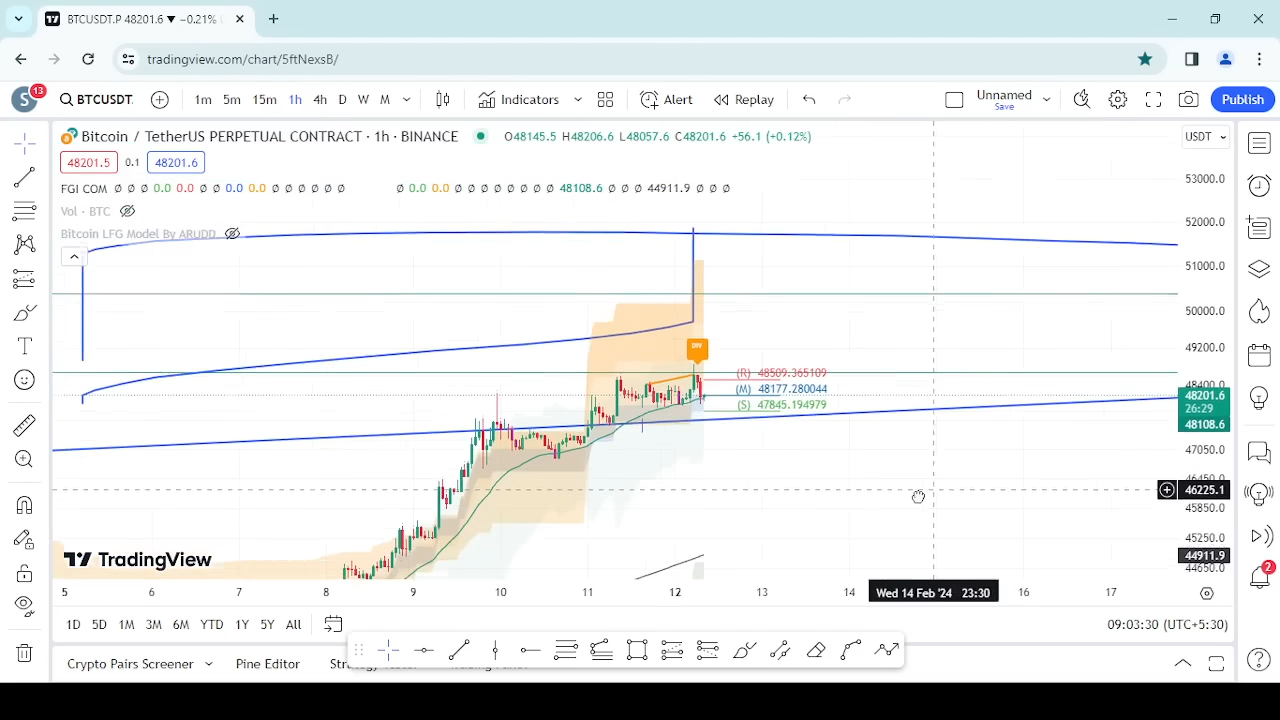 BTCUSDT.P 48201.6 ▼ −0.21%
tradingview.com/chart/5ftNexsB/
S 13 BTCUSDT. 1m 5m 15m 1h 4h D W M Indicators Alert Replay Unnamed Save Publish
Bitcoin / TetherUS PERPETUAL CONTRACT · 1h · BINANCE O48145.5 H48206.6 L48057.6 C48201.6 +56.1 (+0.12%) USDT
48201.5 0.1 48201.6
FGI COM ∅ ∅ ∅ 0.0 0.0 ∅ ∅ 0.0 0.0 ∅ ∅ ∅ ∅ ∅ ∅ ∅ 0.0 0.0 ∅ ∅ ∅ ∅ ∅ ∅ ∅ ∅ 48108.6 ∅ ∅ ∅ 44911.9 ∅ ∅ ∅
Vol · BTC
Bitcoin LFG Model By ARUDD
53000.0
52000.0
51000.0
50000.0
49200.0
DIV
(R) 48509.365109
48400.0
(M) 48177.280044
48201.6
(S) 47845.194979
26:29
48108.6
47050.0
46450.0
46225.1
45850.0
45250.0
44911.9
44650.0
TradingView
2
5 6 7 8 9 10 11 12 13 14 Wed 14 Feb '24 23:30 16 17
1D 5D 1M 3M 6M YTD 1Y 5Y All 09:03:30 (UTC+5:30)
Crypto Pairs Screener Pine Editor